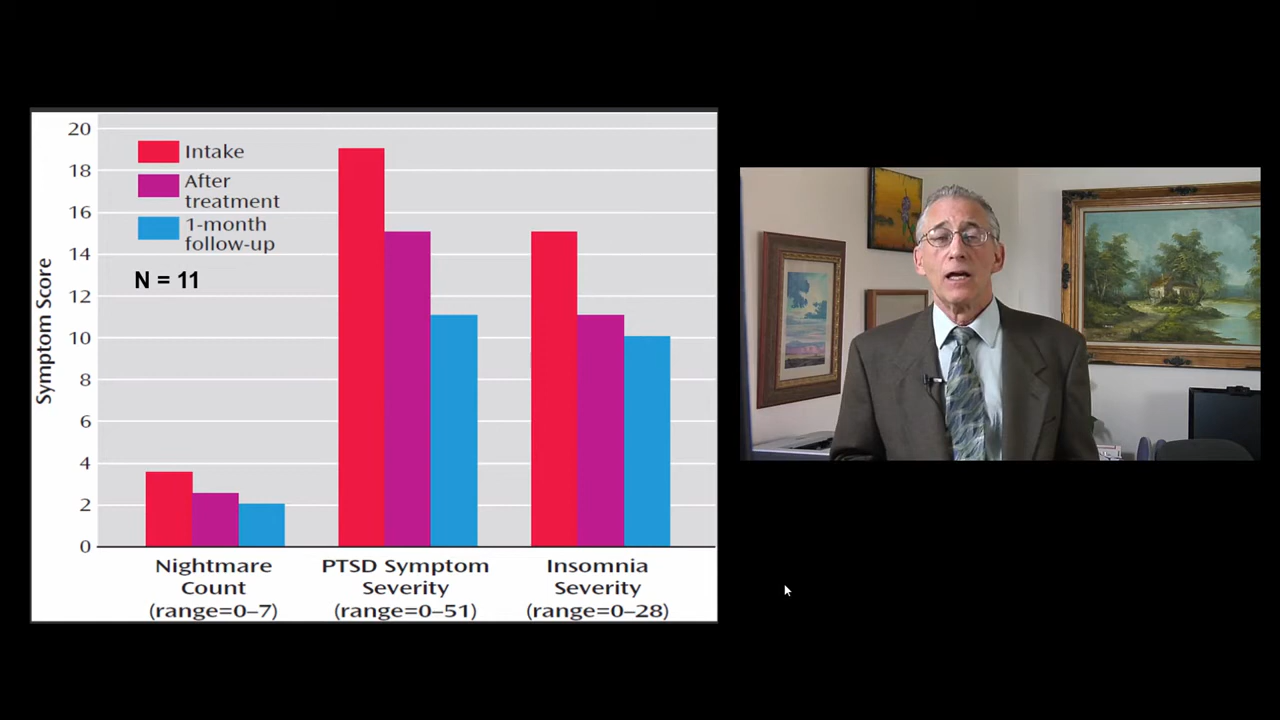 20
18
16
14
12
10
8
6
4
2
0
Symptom Score
Intake
After
treatment
1-month
follow-up
N = 11
Nightmare
Count
(range=0–7)
PTSD Symptom
Severity
(range=0–51)
Insomnia
Severity
(range=0–28)